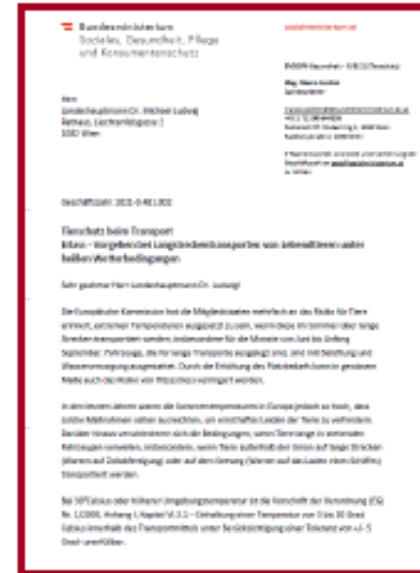 Bundesministerium
Soziales, Gesundheit, Pflege
und Konsumentenschutz
sozialministerium.at
Herr
Landeshauptmann Dr. Michael Ludwig
Rathaus, Lichtenfelsgasse 2
1082 Wien
Geschäftszahl: 2021-0.481.002
Tierschutz beim Transport
Erlass - Vorgehen bei Langstreckentransporten von lebenden Tieren unter
heißen Wetterbedingungen
Sehr geehrter Herr Landeshauptmann Dr. Ludwig!
Die Europäische Kommission hat die Mitgliedstaaten mehrfach an das Risiko für Tiere
erinnert, extremen Temperaturen ausgesetzt zu sein, wenn diese im Sommer über lange
Strecken transportiert werden, insbesondere für die Monate von Juni bis Anfang
September. Fahrzeuge, die für lange Transporte ausgelegt sind, sind mit Belüftung und
Wasserversorgung ausgestattet. Durch die Erhöhung des Platzbedarfs kann in gewissem
Maße auch das Risiko von Hitzestress verringert werden.
In den letzten Jahren waren die Sommertemperaturen in Europa jedoch so hoch, dass
solche Maßnahmen nicht ausreichten, um ernsthaftes Leiden der Tiere zu verhindern.
Darüber hinaus verschlechtern sich die Bedingungen, wenn Tiere lange in stehenden
Fahrzeugen verweilen, insbesondere, wenn Tiere außerhalb der Union auf lange Strecken
(Warten auf Zollabfertigung) oder auf dem Seeweg (Warten auf das Laden eines Schiffes)
transportiert werden.
Bei 30°Celsius oder höherer Umgebungstemperatur ist die Vorschrift der Verordnung (EG)
Nr. 1/2005, Anhang I, Kapitel VI 3.1 - Einhaltung einer Temperatur von 5 bis 30 Grad
Celsius innerhalb des Transportmittels unter Berücksichtigung einer Toleranz von +/- 5
Grad - unerfüllbar.